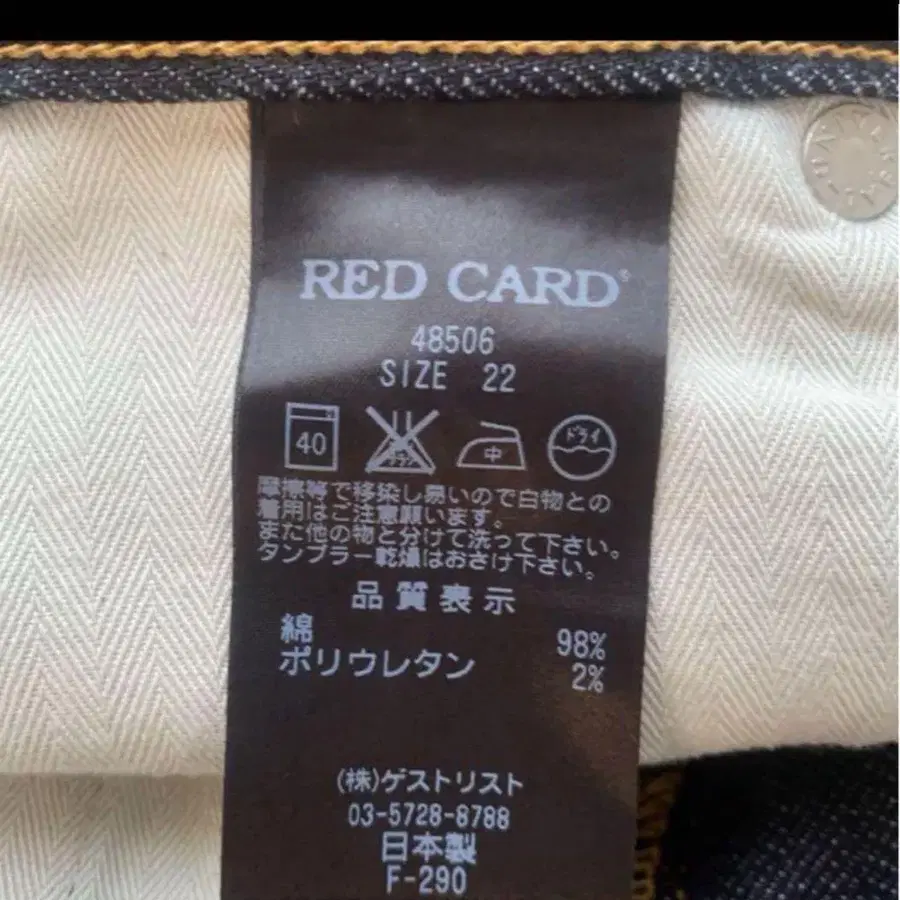 RED CARD®
48506
SIZE 22
40 中 ドライ
摩擦等で移染し易いので白物との
着用はご注意願います。
また他の物と分けて洗って下さい。
タンブラー乾燥はおさけ下さい。
品質表示
綿 98%
ポリウレタン 2%
(株)ゲストリスト
03-5728-8788
日本製
F-290